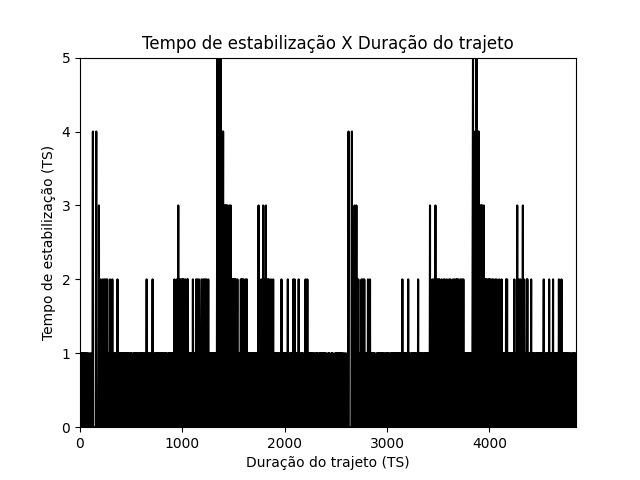 Tempo de estabilização X Duração do trajeto
5
4
3
2
1
0
Tempo de estabilização (TS)
0 1000 2000 3000 4000
Duração do trajeto (TS)